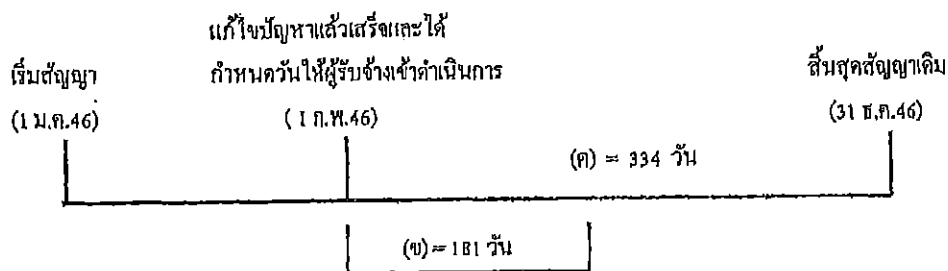 แก้ไขปัญหาแล้วเสร็จและได้
เริ่มสัญญา กำหนดวันให้ผู้รับจ้างเข้าดำเนินการ สิ้นสุดสัญญาเดิม
(1 ม.ค.46) (1 ก.พ.46) (31 ธ.ค.46)
(ค) = 334 วัน
(ข) = 181 วัน